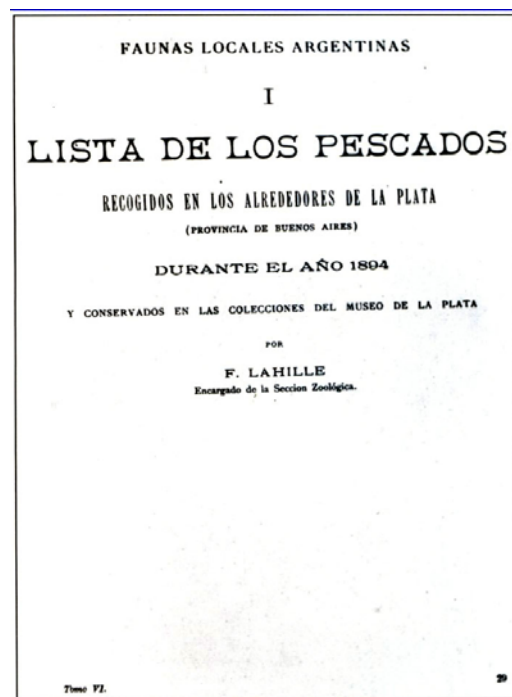 FAUNAS LOCALES ARGENTINAS
I
LISTA DE LOS PESCADOS
RECOGIDOS EN LOS ALREDEDORES DE LA PLATA
(PROVINCIA DE BUENOS AIRES)
DURANTE EL AÑO 1894
Y CONSERVADOS EN LAS COLECCIONES DEL MUSEO DE LA PLATA
POR
F. LAHILLE
Encargado de la Seccion Zoológica.
Tomo VI.
29